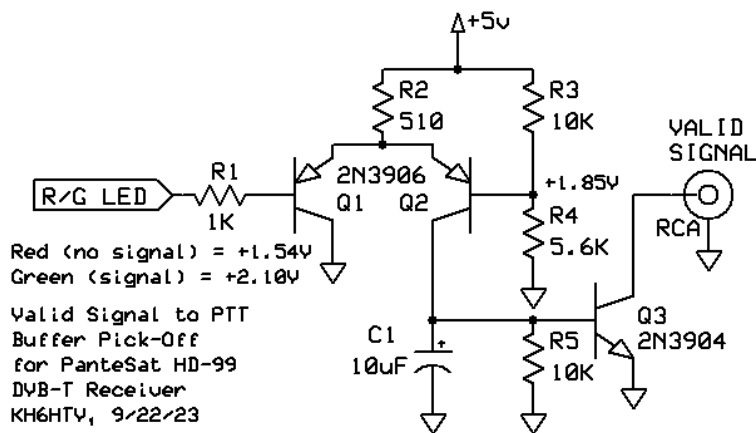 +5v
R2
510
R3
10K
VALID
SIGNAL
R/G LED
R1
1K
2N3906
Q1
Q2
+1.85V
R4
5.6K
RCA
Red (no signal) = +1.54V
Green (signal) = +2.10V
Valid Signal to PTT
Buffer Pick-Off
for PanteSat HD-99
DVB-T Receiver
KH6HTV, 9/22/23
C1
10uF
+
R5
10K
Q3
2N3904